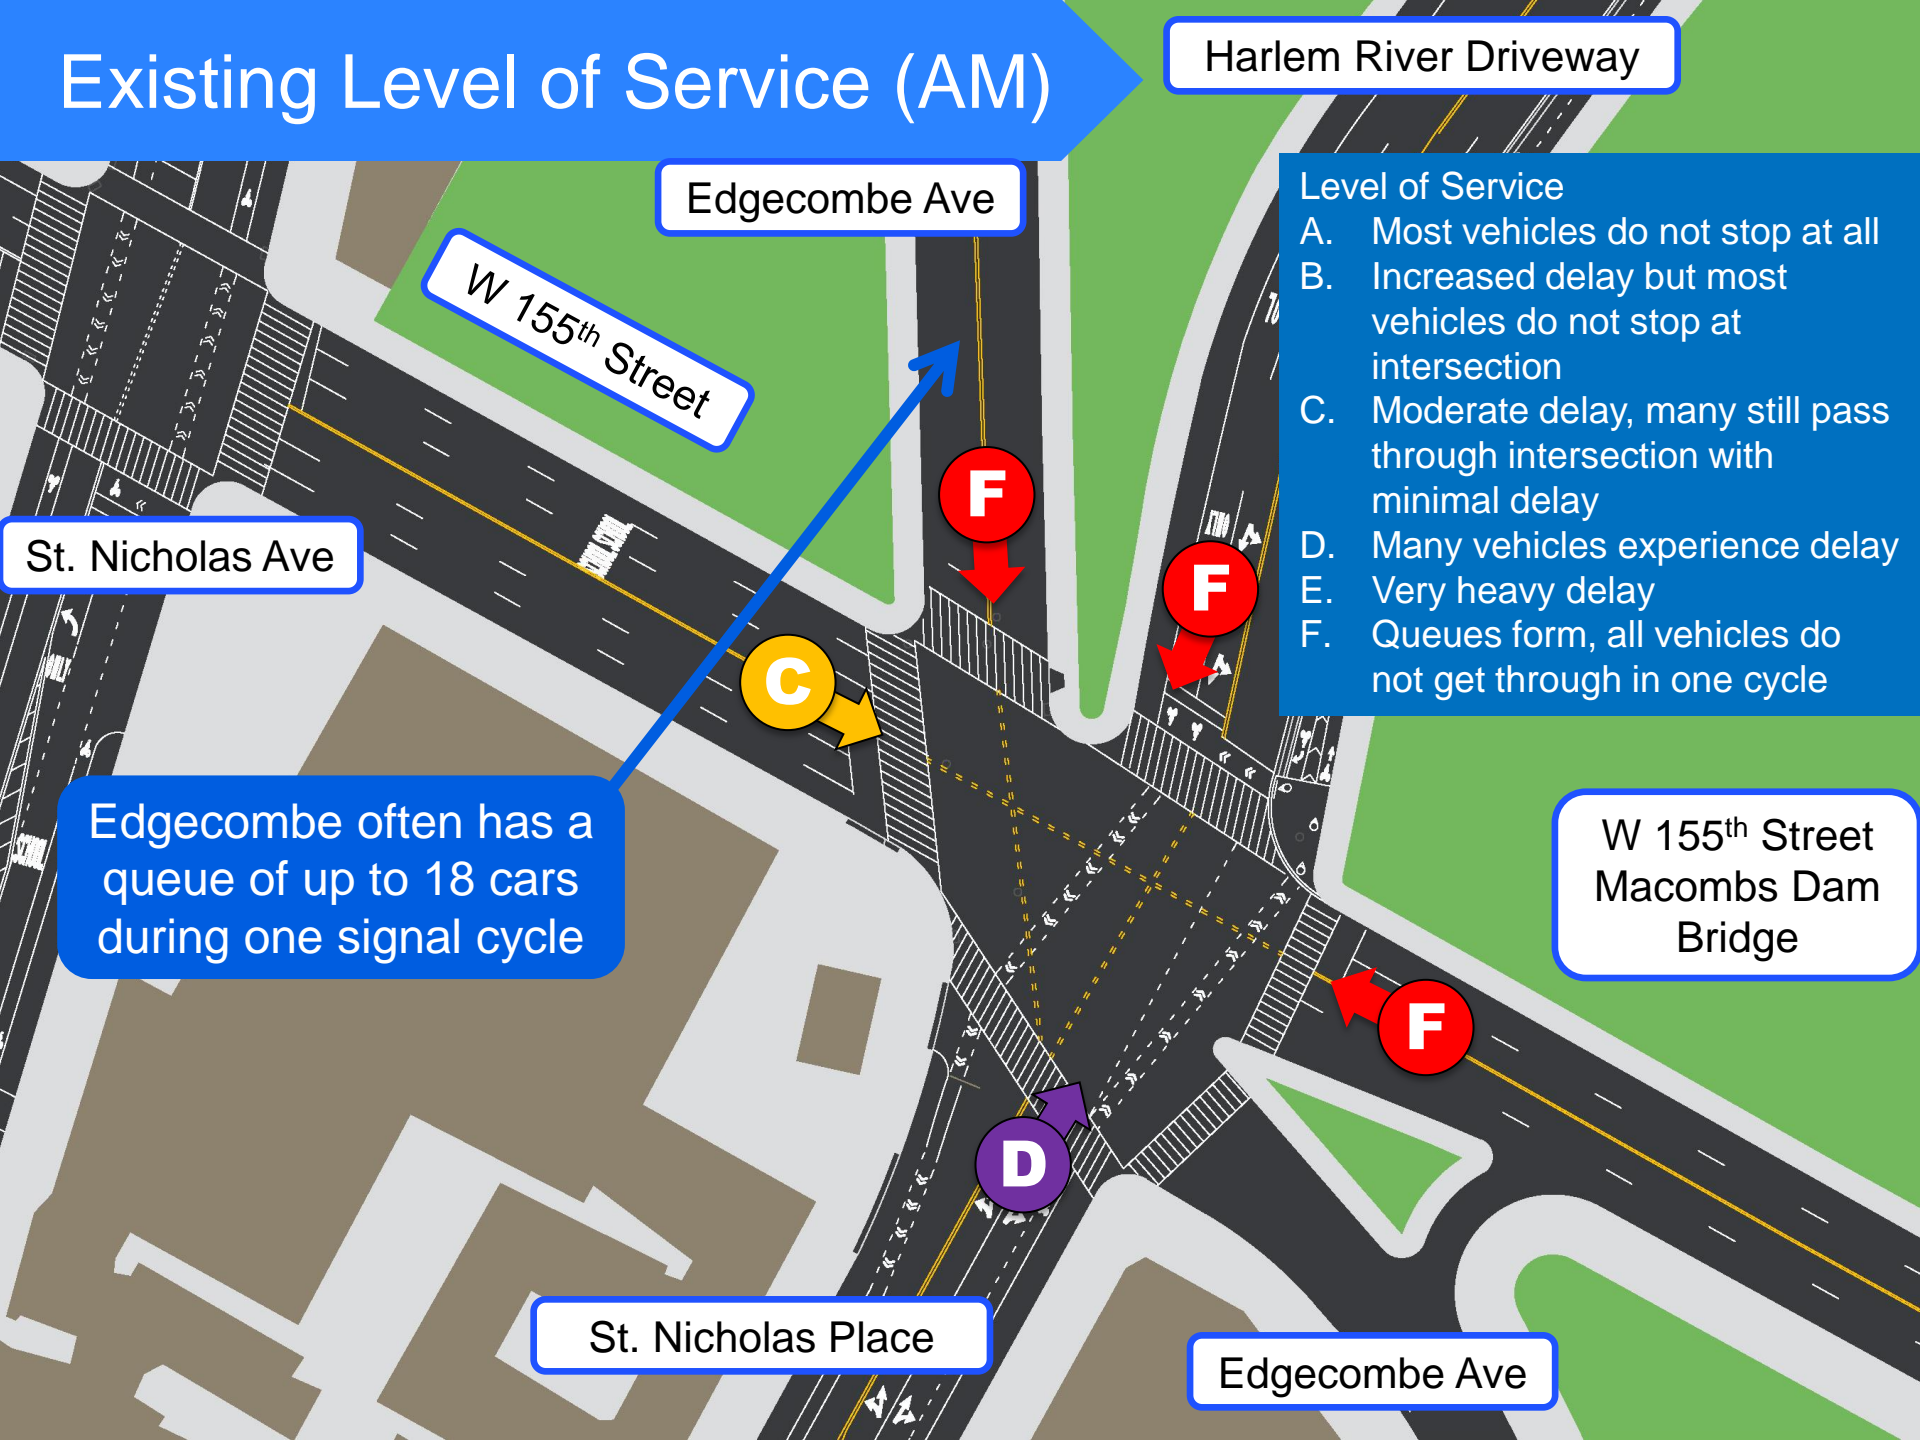 Existing Level of Service (AM)
Harlem River Driveway
Edgecombe Ave
W 155th Street
Level of Service
A. Most vehicles do not stop at all
B. Increased delay but most
vehicles do not stop at
intersection
C. Moderate delay, many still pass
through intersection with
minimal delay
D. Many vehicles experience delay
E. Very heavy delay
F. Queues form, all vehicles do
not get through in one cycle
F
F
St. Nicholas Ave
C
ONLY
Edgecombe often has a
queue of up to 18 cars
during one signal cycle
W 155th Street
Macombs Dam
Bridge
F
D
St. Nicholas Place
Edgecombe Ave